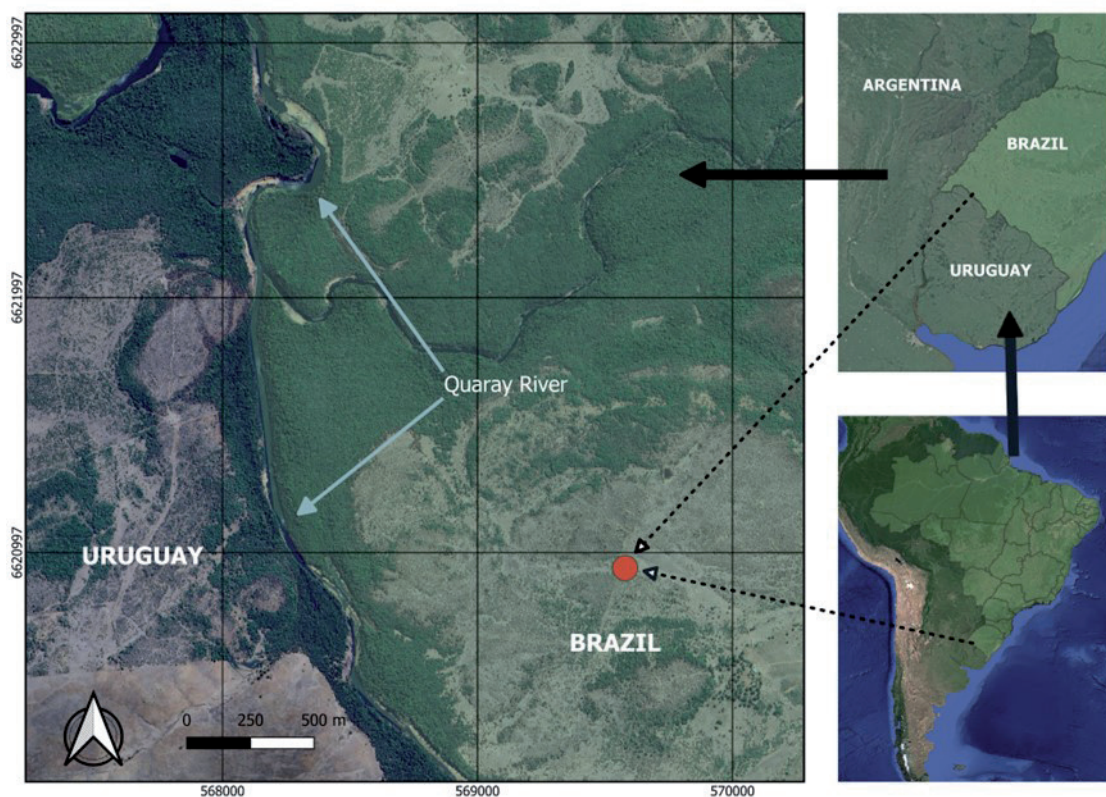 6622997
6621997
6620997
Quaray River
URUGUAY
BRAZIL
0 250 500 m
568000 569000 570000
ARGENTINA
BRAZIL
URUGUAY